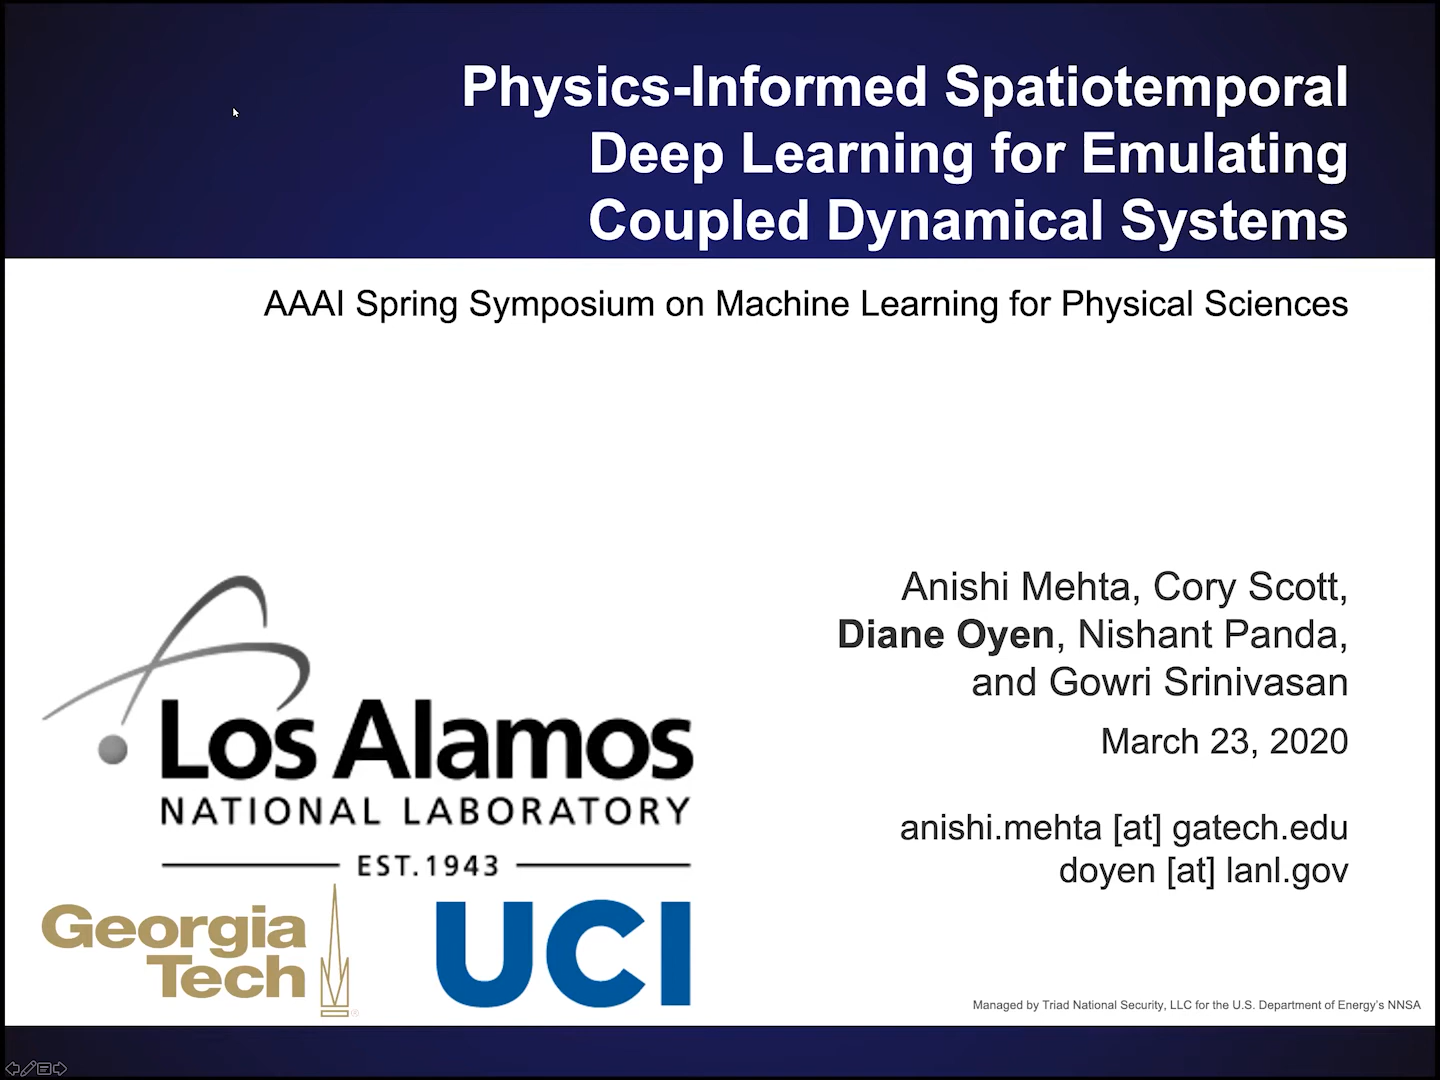 Physics-Informed Spatiotemporal
Deep Learning for Emulating
Coupled Dynamical Systems
AAAI Spring Symposium on Machine Learning for Physical Sciences
Anishi Mehta, Cory Scott,
Diane Oyen, Nishant Panda,
and Gowri Srinivasan
March 23, 2020
anishi.mehta [at] gatech.edu
doyen [at] lanl.gov
Los Alamos
NATIONAL LABORATORY
EST.1943
Georgia
Tech
UCI
Managed by Triad National Security, LLC for the U.S. Department of Energy's NNSA